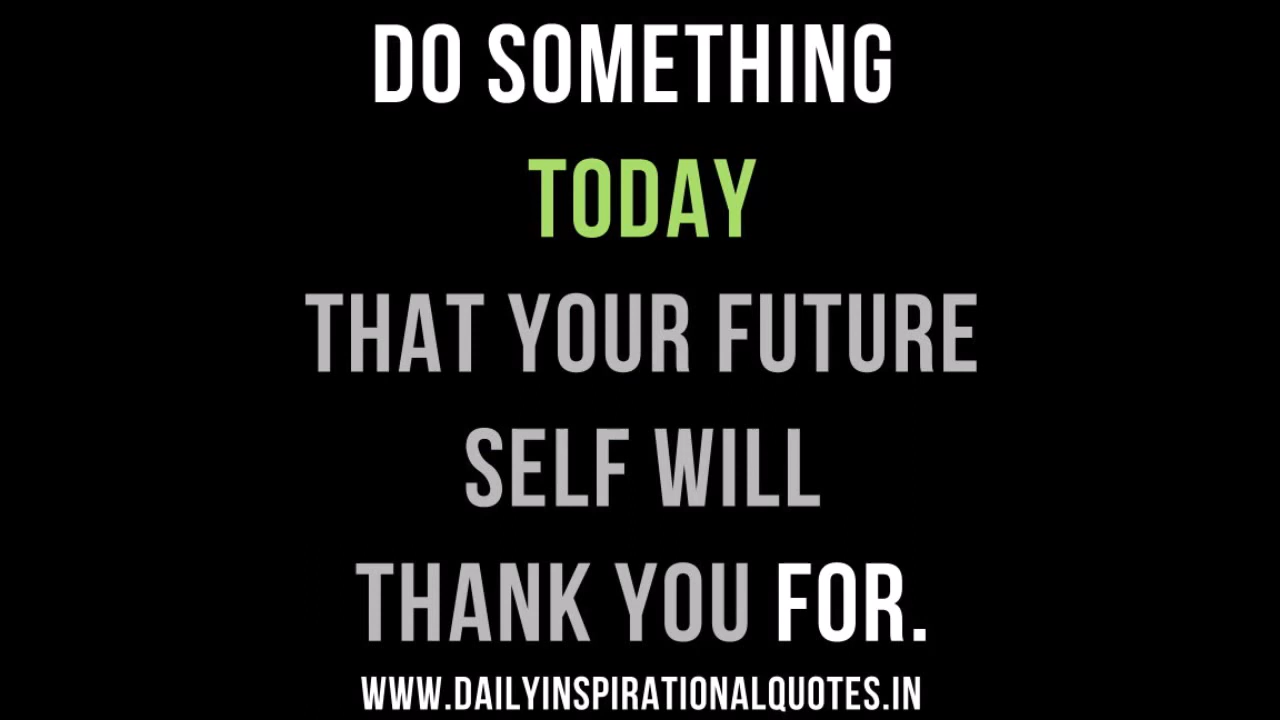 DO SOMETHING
TODAY
THAT YOUR FUTURE
SELF WILL
THANK YOU FOR.
WWW.DAILYINSPIRATIONALQUOTES.IN